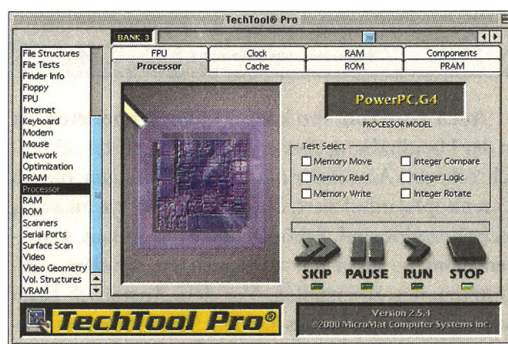 TechTool® Pro
BANK: 3
FPU
Clock
RAM
Components
Processor
Cache
ROM
PRAM
File Structures
File Tests
Finder Info
Floppy
FPU
Internet
Keyboard
Modem
Mouse
Network
Optimization
PRAM
Processor
RAM
ROM
Scanners
Serial Ports
Surface Scan
Video
Video Geometry
Vol. Structures
VRAM
PowerPC,G4
PROCESSOR MODEL
Test Select
Memory Move
Integer Compare
Memory Read
Integer Logic
Memory Write
Integer Rotate
SKIP
PAUSE
RUN
STOP
TechTool Pro®
Version 2.5.4
©2000 MicroMat Computer Systems Inc.